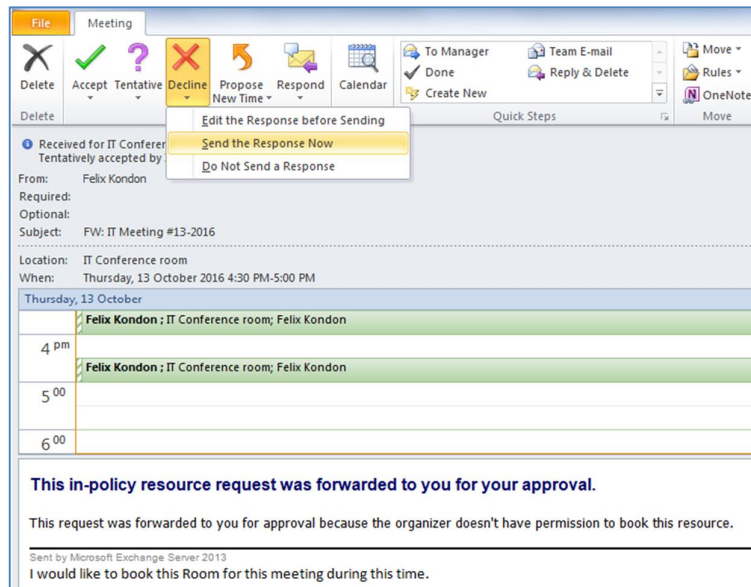 File Meeting
Delete Accept Tentative Decline Propose New Time Respond Calendar
To Manager Team E-mail
Done Reply & Delete
Create New
Move
Rules
OneNote
Delete Quick Steps Move
Edit the Response before Sending
Send the Response Now
Do Not Send a Response
Received for IT Conferen
Tentatively accepted by
From: Felix Kondon
Required:
Optional:
Subject: FW: IT Meeting #13-2016
Location: IT Conference room
When: Thursday, 13 October 2016 4:30 PM-5:00 PM
Thursday, 13 October
Felix Kondon ; IT Conference room; Felix Kondon
4 pm
Felix Kondon ; IT Conference room; Felix Kondon
5 00
6 00
This in-policy resource request was forwarded to you for your approval.
This request was forwarded to you for approval because the organizer doesn't have permission to book this resource.
Sent by Microsoft Exchange Server 2013
I would like to book this Room for this meeting during this time.